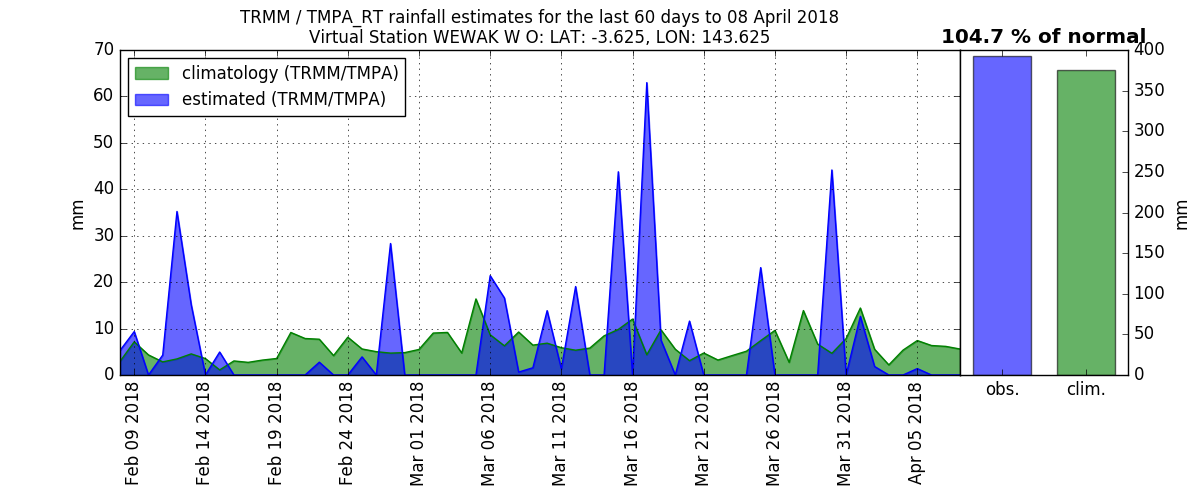 TRMM / TMPA_RT rainfall estimates for the last 60 days to 08 April 2018
Virtual Station WEWAK W O: LAT: -3.625, LON: 143.625
104.7 % of normal
climatology (TRMM/TMPA)
estimated (TRMM/TMPA)
70
60
50
40
30
20
10
0
mm
Feb 09 2018
Feb 14 2018
Feb 19 2018
Feb 24 2018
Mar 01 2018
Mar 06 2018
Mar 11 2018
Mar 16 2018
Mar 21 2018
Mar 26 2018
Mar 31 2018
Apr 05 2018
obs.
clim.
400
350
300
250
200
150
100
50
0
mm